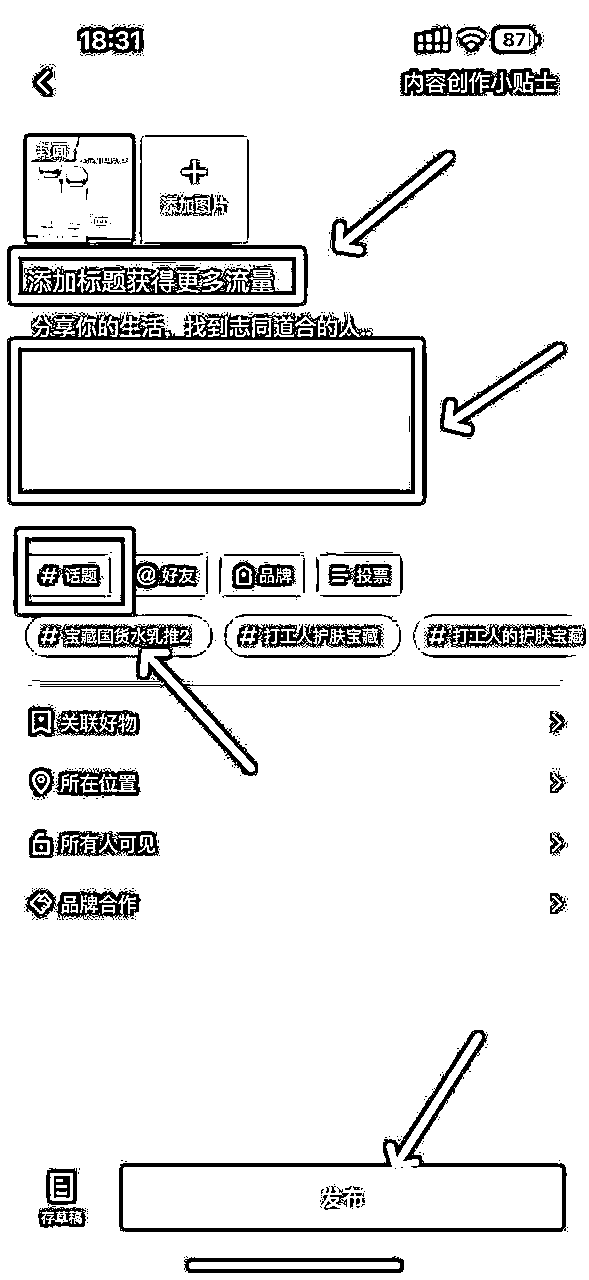 18:31 87
内容创作小贴士
封面
添加图片
添加标题获得更多流量
分享你的生活、找到志同道合的人…
# 话题 @ 好友 品牌 投票
# 宝藏国货水乳推2 # 打工人护肤宝藏 # 打工人的护肤宝藏
关联好物
所在位置
所有人可见
品牌合作
存草稿 发布